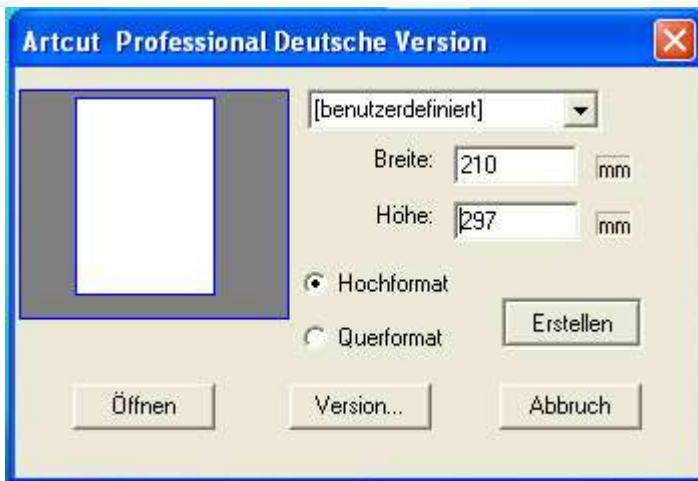 Artcut Professional Deutsche Version
[benutzerdefiniert]
Breite: 210 mm
Höhe: 297 mm
Hochformat
Querformat
Erstellen
Öffnen Version... Abbruch